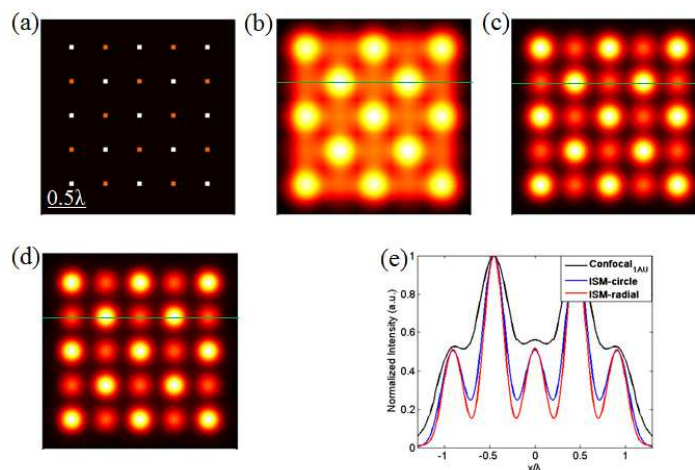 (a)
(b)
(c)
0.5λ
(d)
(e)
Confocal1AU
ISM-circle
ISM-radial
Normalized Intensity (a.u.)
1
0.8
0.6
0.4
0.2
0
-1 -0.5 0 0.5 1
x/λ